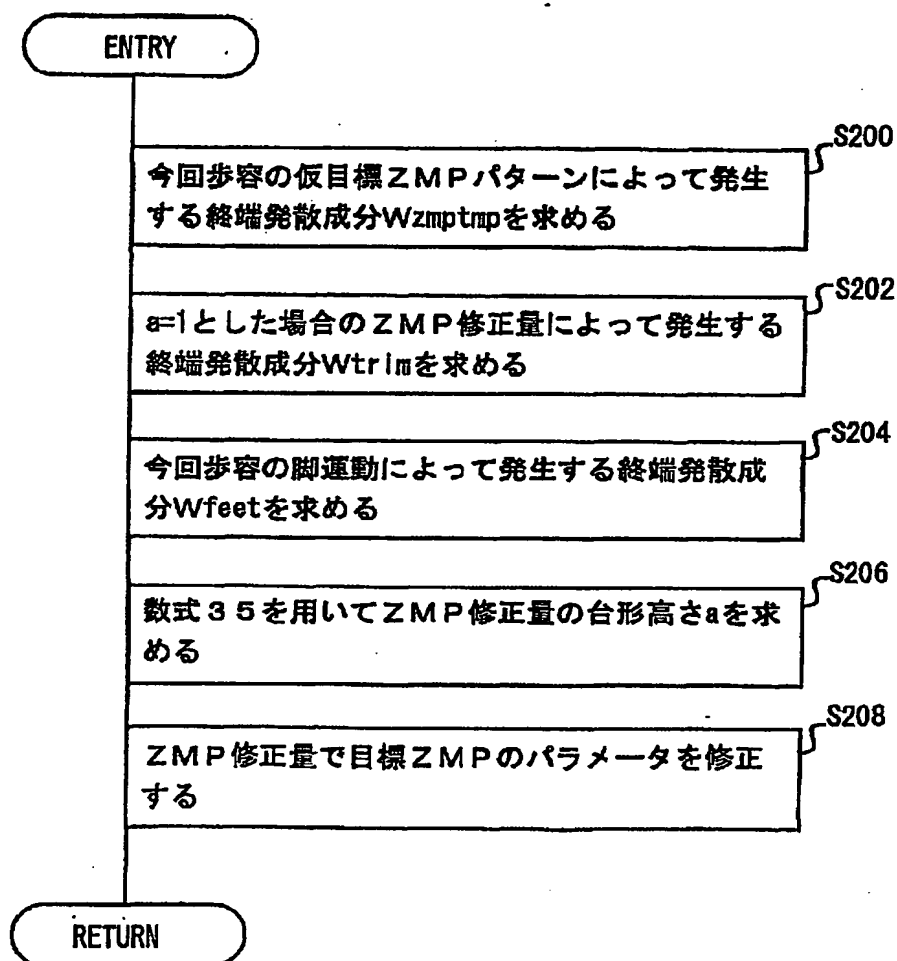 ENTRY
S200
今回歩容の仮目標ZMPパターンによって発生
する終端発散成分Wzmptmpを求める
S202
a=1とした場合のZMP修正量によって発生する
終端発散成分Wtrimを求める
S204
今回歩容の脚運動によって発生する終端発散成
分Wfeetを求める
S206
数式35を用いてZMP修正量の台形高さaを求
める
S208
ZMP修正量で目標ZMPのパラメータを修正
する
RETURN